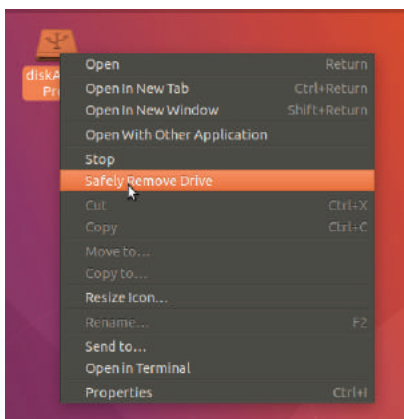 diskA
Pro
Open Return
Open In New Tab Ctrl+Return
Open In New Window Shift+Return
Open With Other Application
Stop
Safely Remove Drive
Cut Ctrl+X
Copy Ctrl+C
Move to...
Copy to...
Resize Icon...
Rename... F2
Send to...
Open in Terminal
Properties Ctrl+I